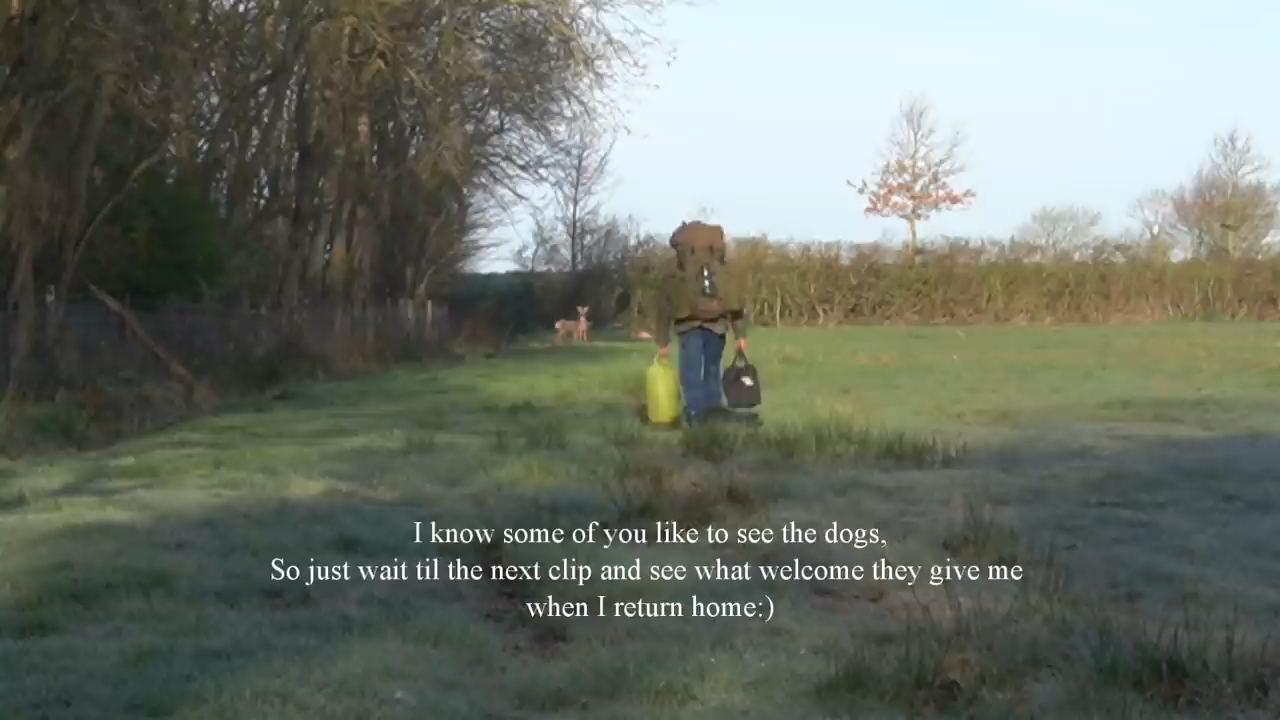 I know some of you like to see the dogs,
So just wait til the next clip and see what welcome they give me
when I return home:)